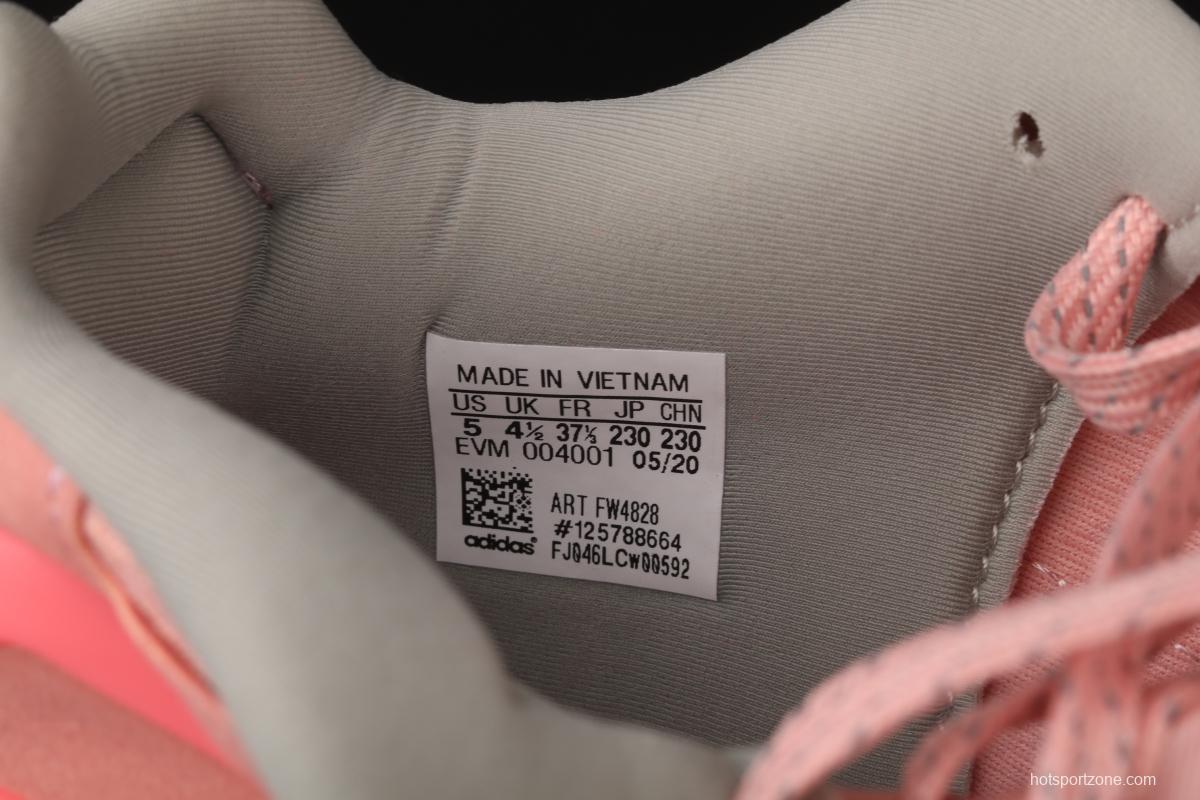 MADE IN VIETNAM
US UK FR JP CHN
5 4½ 37⅓ 230 230
EVM 004001 05/20
ART FW4828
#125788664
adidas® FJ046LCw00592
hotsportzone.com